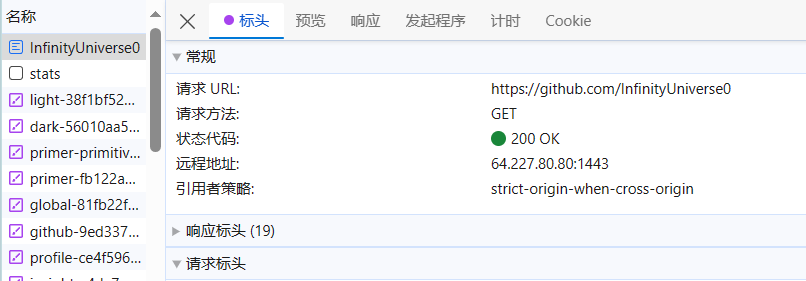 名称
InfinityUniverse0
stats
light-38f1bf52...
dark-56010aa5...
primer-primitiv...
primer-fb122a...
global-81fb22f...
github-9ed337...
profile-ce4f596...
标头 预览 响应 发起程序 计时 Cookie
常规
请求 URL: https://github.com/InfinityUniverse0
请求方法: GET
状态代码: 200 OK
远程地址: 64.227.80.80:1443
引用者策略: strict-origin-when-cross-origin
响应标头 (19)
请求标头